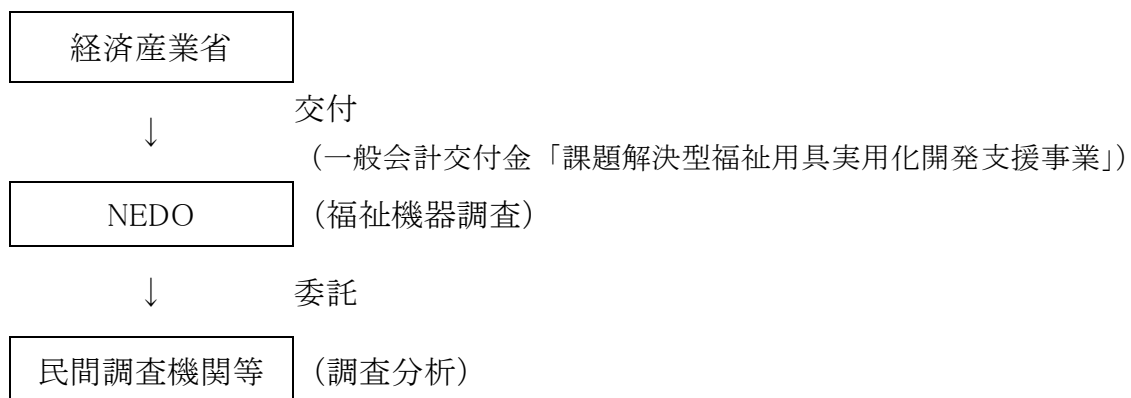 経済産業省
↓ 交付
（一般会計交付金「課題解決型福祉用具実用化開発支援事業」）
NEDO （福祉機器調査）
↓ 委託
民間調査機関等 （調査分析）